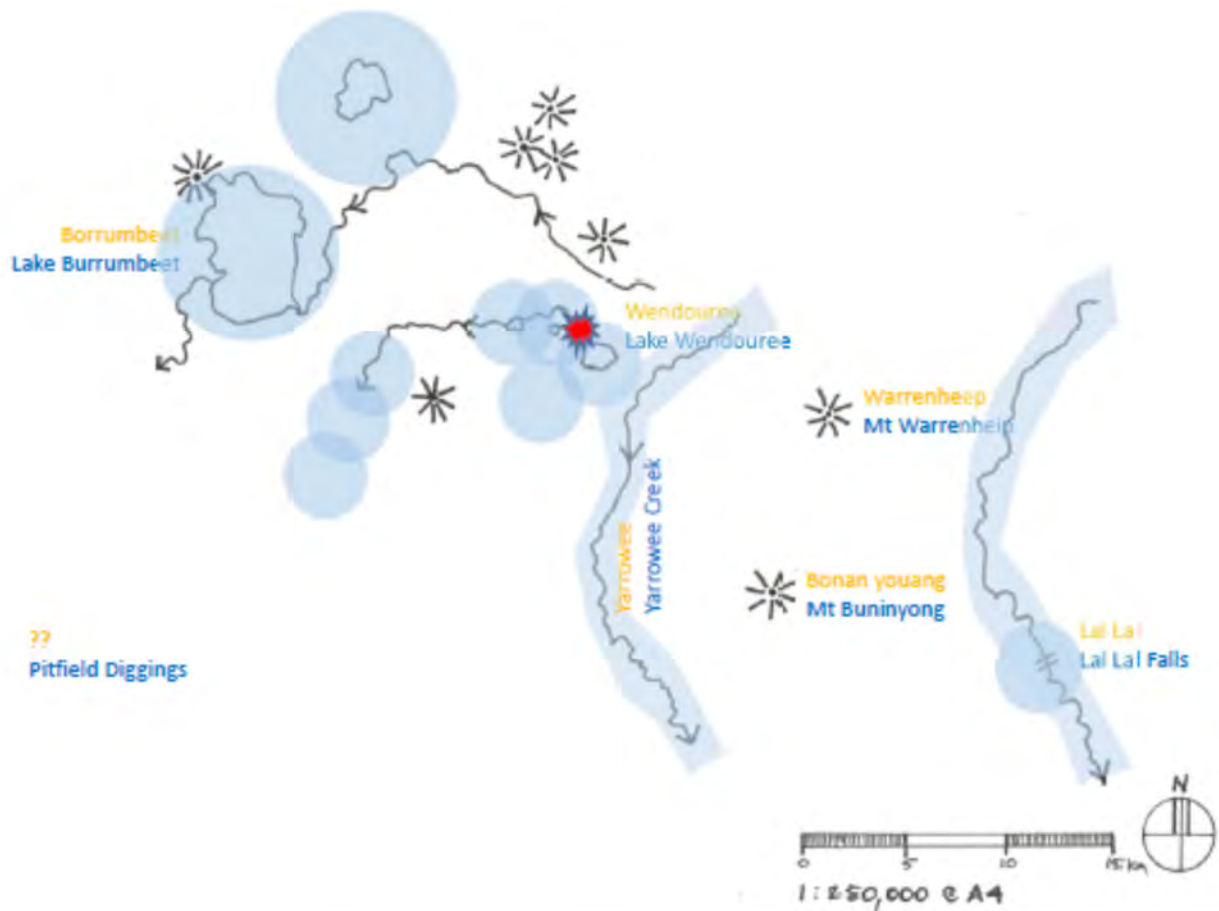 Borrumbeet
Lake Burrumbeet
Wendouree
Lake Wendouree
Warrenheep
Mt Warrenheip
Yarrowee
Yarrowee Creek
Bonan youang
Mt Buninyong
??
Pitfield Diggings
Lal Lal
Lal Lal Falls
N
0 5 10 15 km
1:250,000 @ A4